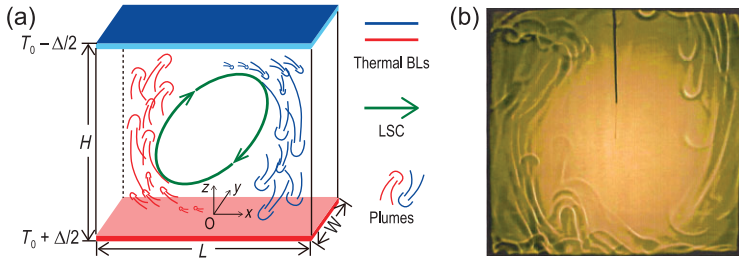 (a)
T₀ − Δ/2
H
T₀ + Δ/2
L
W
z
y
x
O
Thermal BLs
LSC
Plumes
(b)